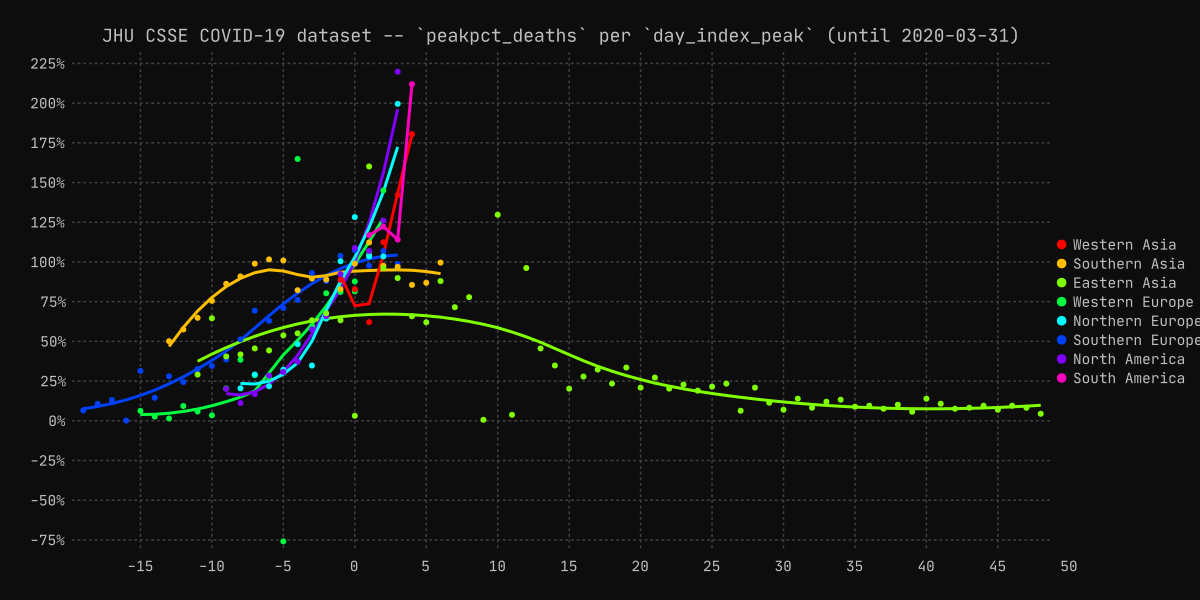 JHU CSSE COVID-19 dataset -- `peakpct_deaths` per `day_index_peak` (until 2020-03-31)
225%
200%
175%
150%
125%
100%
75%
50%
25%
0%
-25%
-50%
-75%
-15 -10 -5 0 5 10 15 20 25 30 35 40 45 50
Western Asia
Southern Asia
Eastern Asia
Western Europe
Northern Europe
Southern Europe
North America
South America